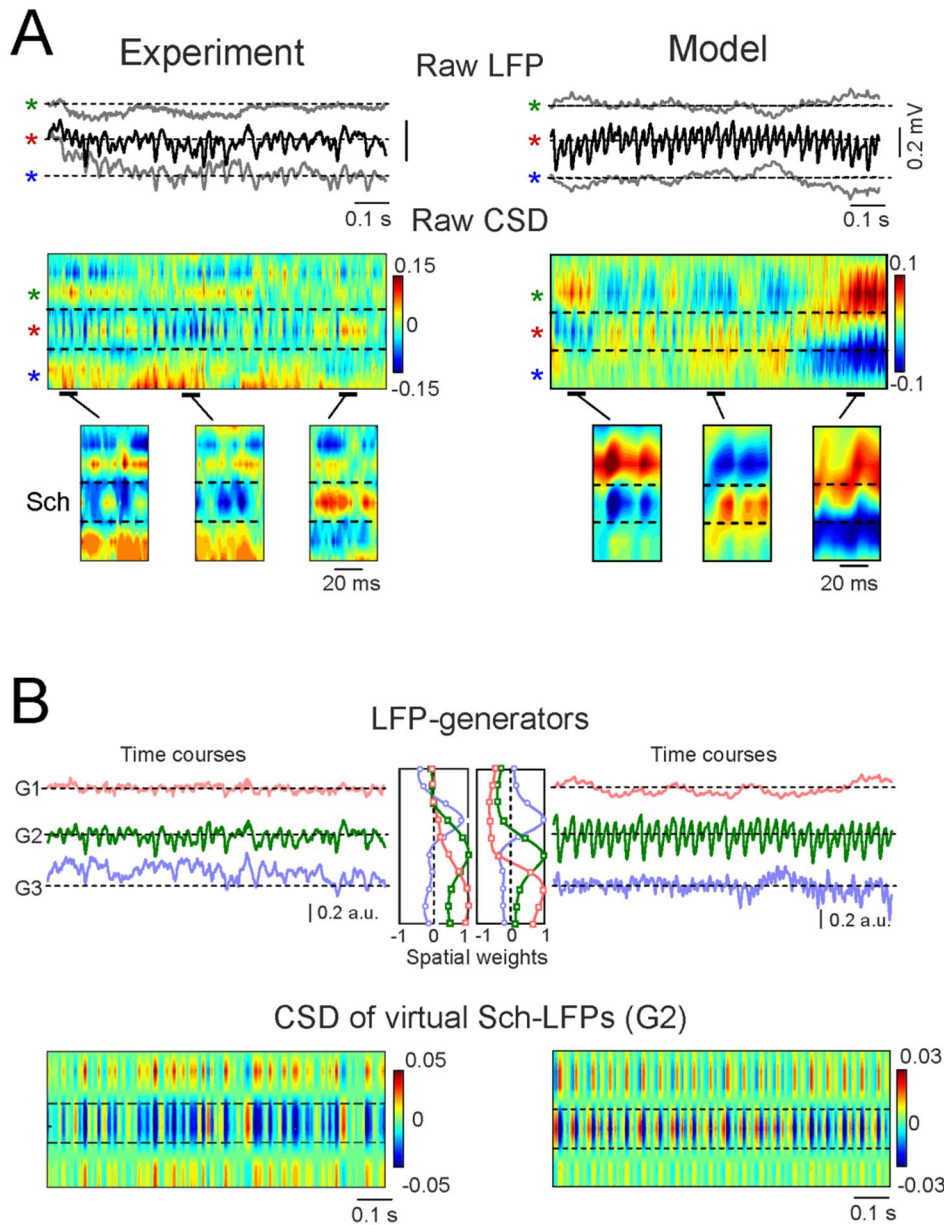 A
Experiment
Raw LFP
Model
*
*
*
*
*
*
0.2 mV
0.1 s
0.1 s
Raw CSD
0.15
0
-0.15
0.1
0
-0.1
*
*
*
*
*
*
Sch
20 ms
20 ms
B
LFP-generators
Time courses
Time courses
G1
G2
G3
0.2 a.u.
0.2 a.u.
-1 0 1
-1 0 1
Spatial weights
CSD of virtual Sch-LFPs (G2)
0.05
0
-0.05
0.03
0
-0.03
0.1 s
0.1 s